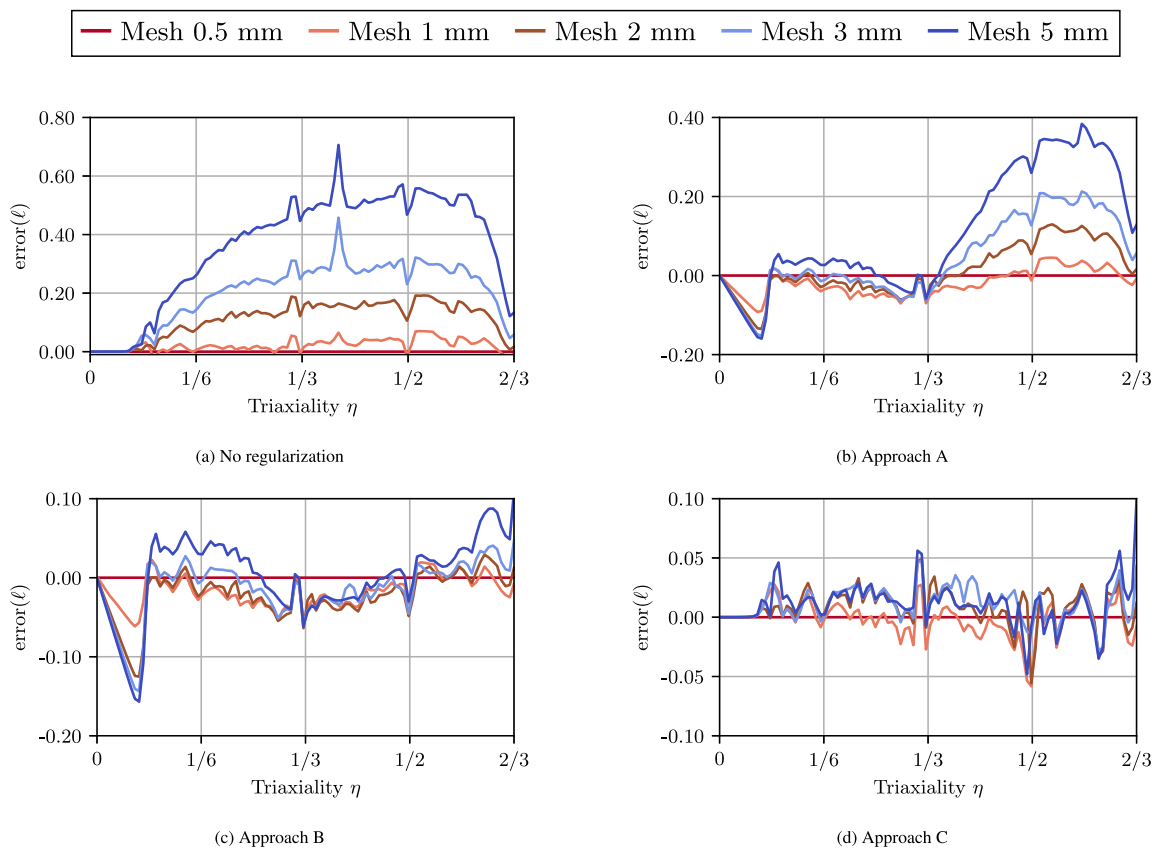 Mesh 0.5 mm Mesh 1 mm Mesh 2 mm Mesh 3 mm Mesh 5 mm
0.80
0.60
0.40
0.20
0.00
error(ℓ)
0 1/6 1/3 1/2 2/3
Triaxiality η
(a) No regularization
0.40
0.20
0.00
-0.20
error(ℓ)
0 1/6 1/3 1/2 2/3
Triaxiality η
(b) Approach A
0.10
0.00
-0.10
-0.20
error(ℓ)
0 1/6 1/3 1/2 2/3
Triaxiality η
(c) Approach B
0.10
0.05
0.00
-0.05
-0.10
error(ℓ)
0 1/6 1/3 1/2 2/3
Triaxiality η
(d) Approach C